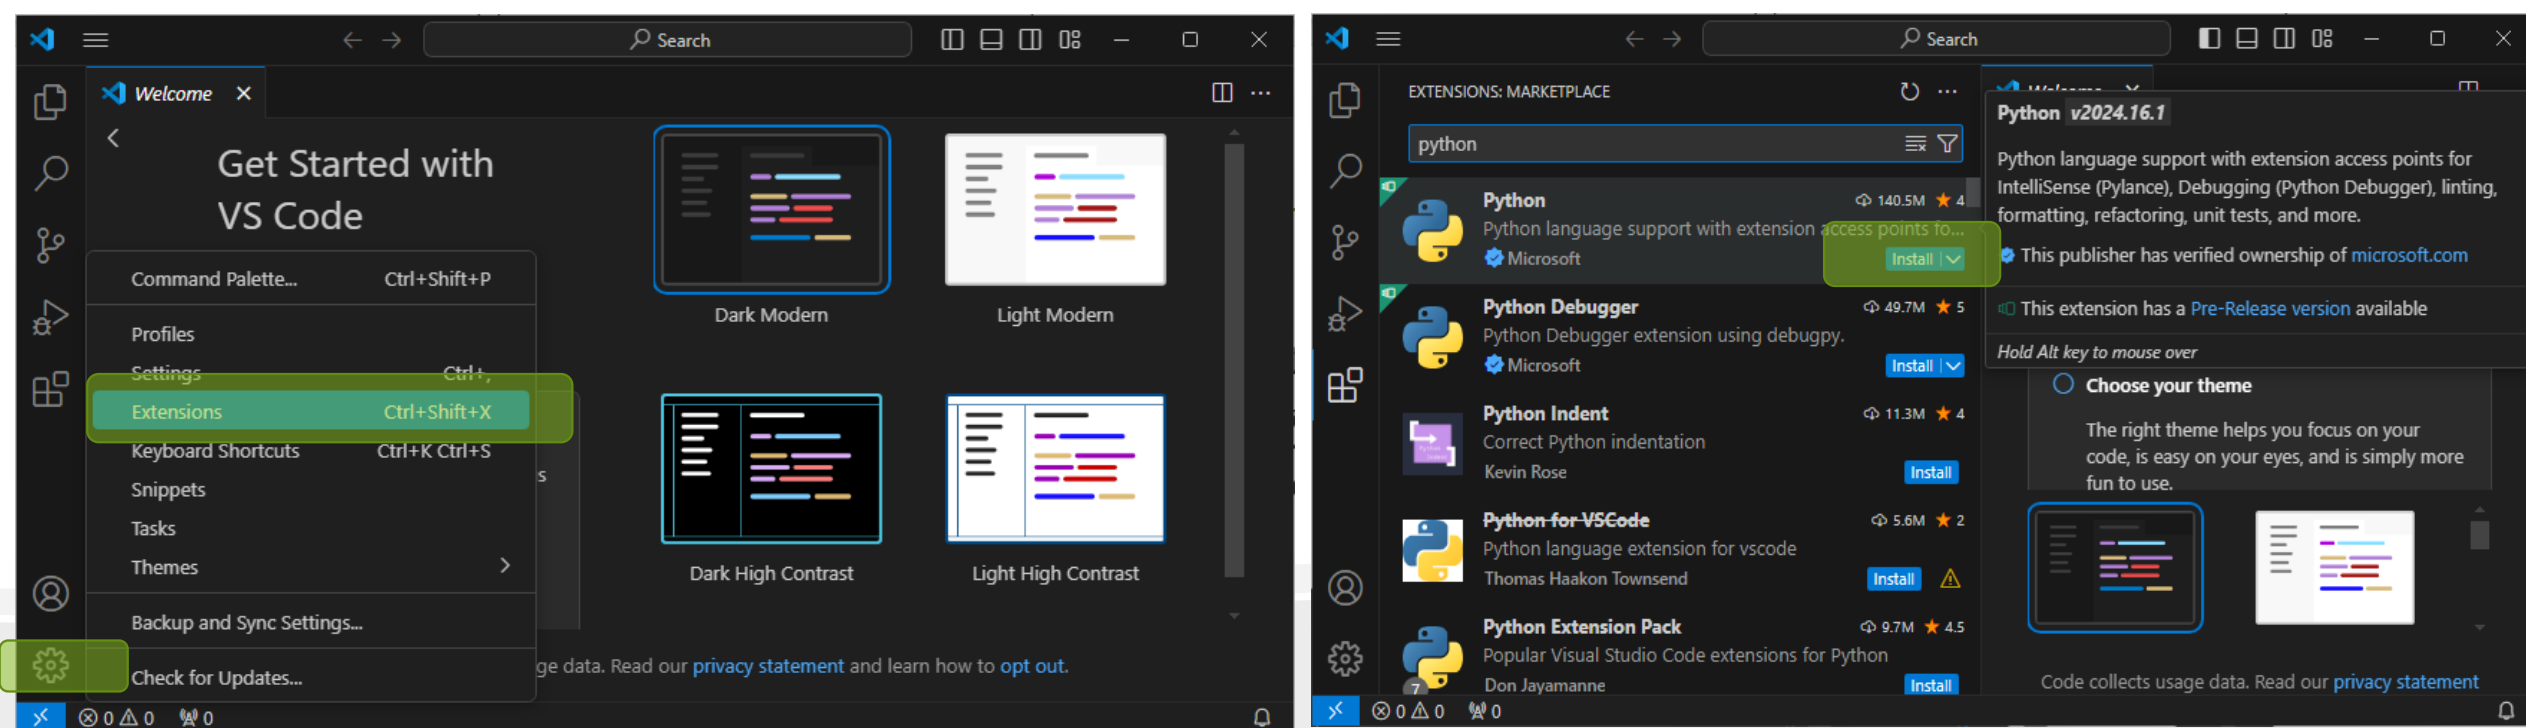 Search
Welcome
Get Started with
VS Code
Command Palette... Ctrl+Shift+P
Profiles
Settings Ctrl+,
Extensions Ctrl+Shift+X
Keyboard Shortcuts Ctrl+K Ctrl+S
s
Snippets
Tasks
Themes
Backup and Sync Settings...
Check for Updates...
Dark Modern
Light Modern
Dark High Contrast
Light High Contrast
ge data. Read our privacy statement and learn how to opt out.
0 0 0
Search
EXTENSIONS: MARKETPLACE
python
Python 140.5M 4
Python language support with extension access points fo...
Microsoft Install
Python Debugger 49.7M 5
Python Debugger extension using debugpy.
Microsoft Install
Python Indent 11.3M 4
Correct Python indentation
Kevin Rose Install
Python for VSCode 5.6M 2
Python language extension for vscode
Thomas Haakon Townsend Install
Python Extension Pack 9.7M 4.5
Popular Visual Studio Code extensions for Python
7
Don Jayamanne Install
Welcome
Python v2024.16.1
Python language support with extension access points for
IntelliSense (Pylance), Debugging (Python Debugger), linting,
formatting, refactoring, unit tests, and more.
This publisher has verified ownership of microsoft.com
This extension has a Pre-Release version available
Hold Alt key to mouse over
Choose your theme
The right theme helps you focus on your
code, is easy on your eyes, and is simply more
fun to use.
Code collects usage data. Read our privacy statement
0 0 0